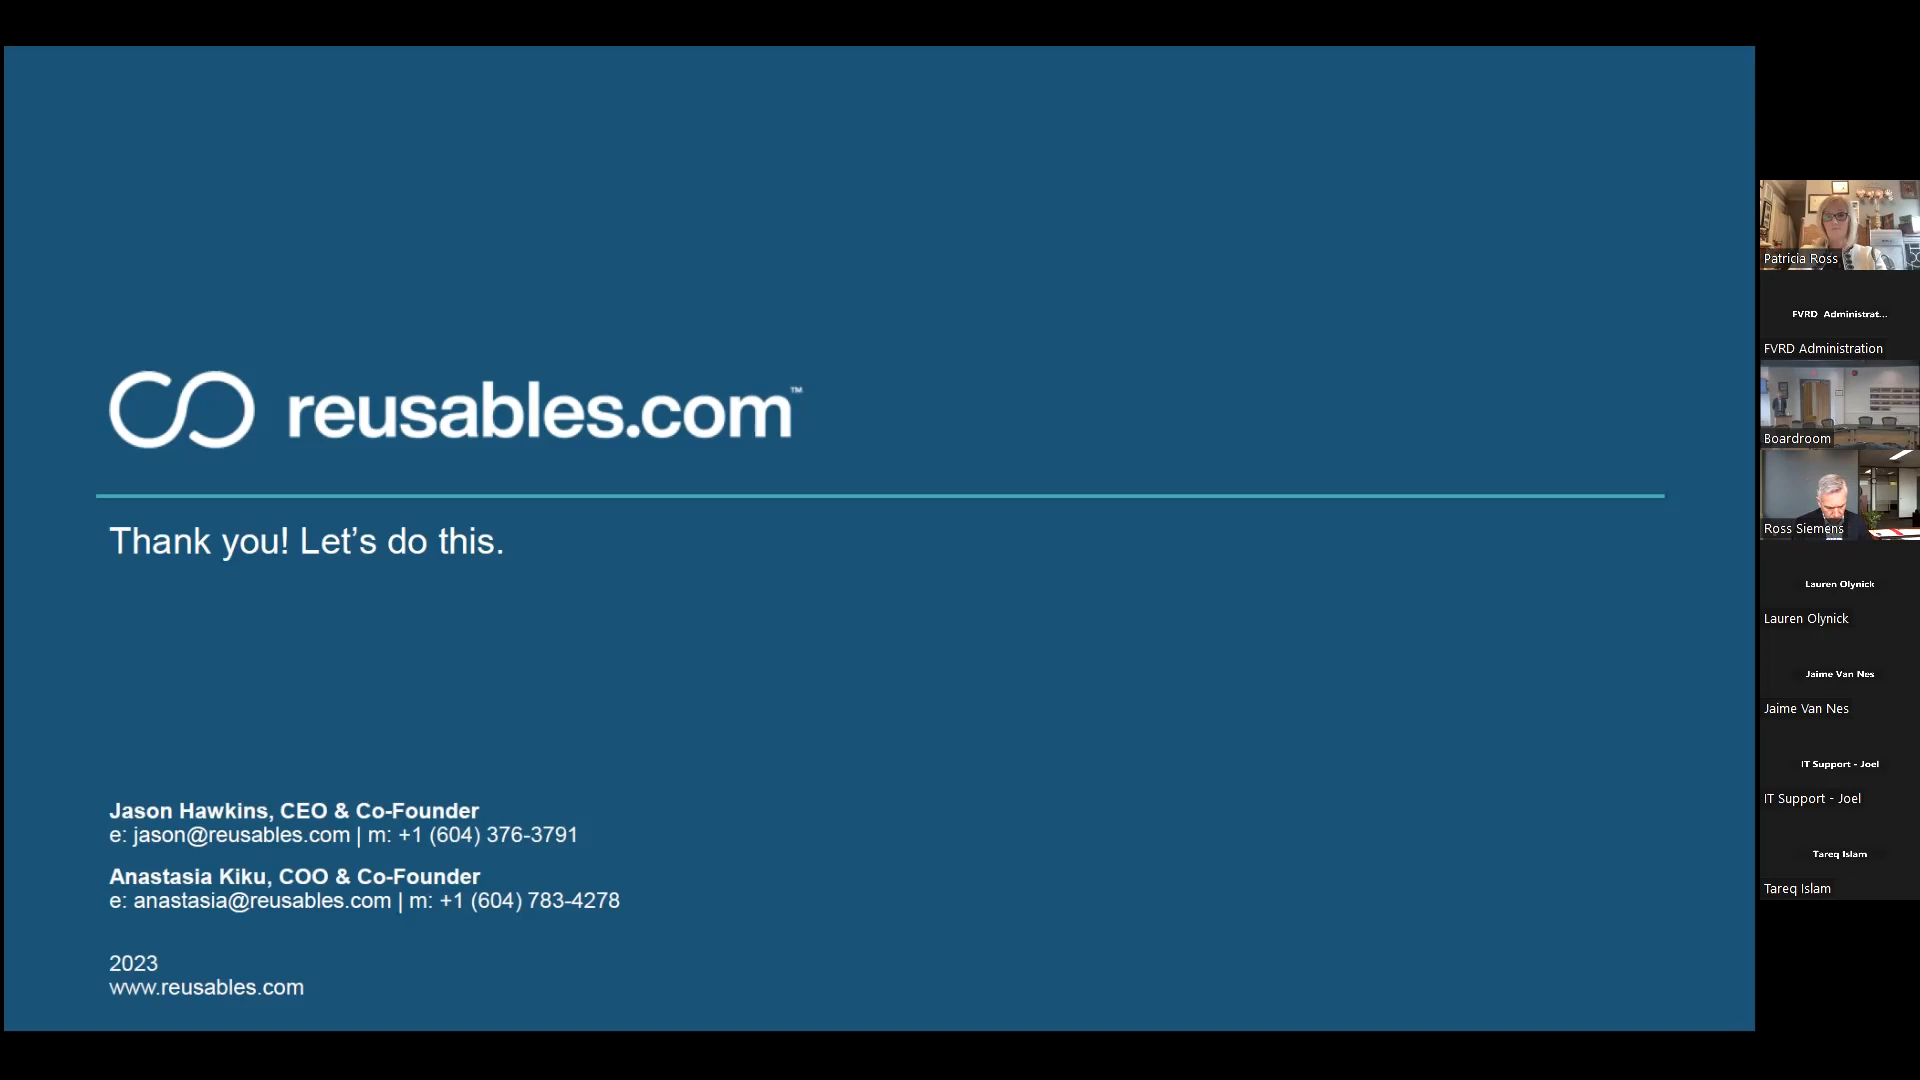 reusables.com™
Thank you! Let's do this.
Jason Hawkins, CEO & Co-Founder
e: jason@reusables.com | m: +1 (604) 376-3791
Anastasia Kiku, COO & Co-Founder
e: anastasia@reusables.com | m: +1 (604) 783-4278
2023
www.reusables.com
Patricia Ross
FVRD Administrat...
FVRD Administration
Boardroom
Ross Siemens
Lauren Olynick
Lauren Olynick
Jaime Van Nes
Jaime Van Nes
IT Support - Joel
IT Support - Joel
Tareq Islam
Tareq Islam